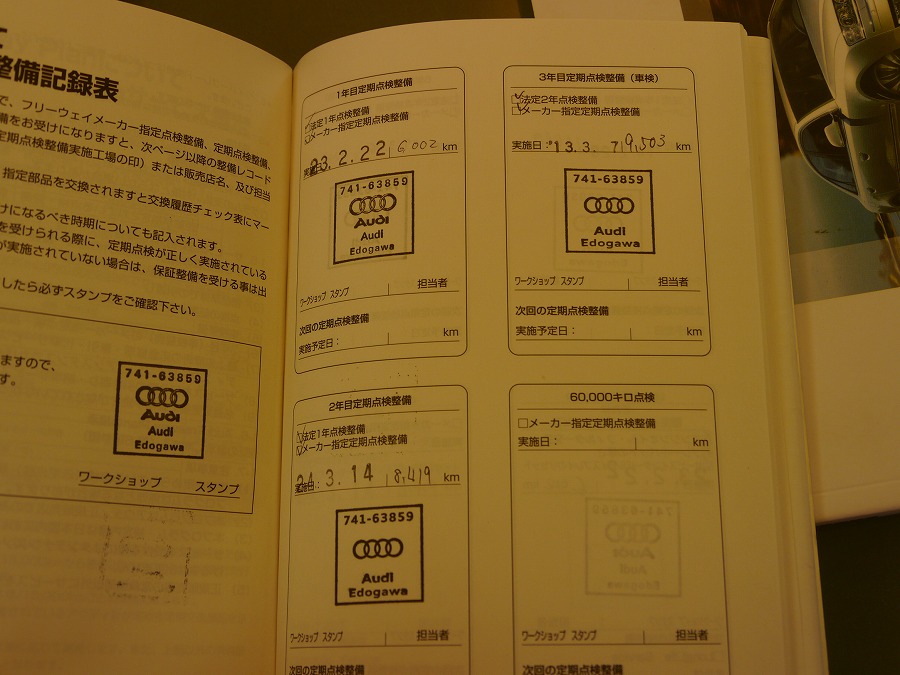 整備記録表
で、フリーウェイメーカー指定点検整備、定期点検整備、
備をお受けになりますと、次ページ以降の整備レコード
定期点検整備実施工場の印）または販売店名、及び担当
指定部品を交換されますと交換履歴チェック表にマー
けになるべき時期についても記入されます。
を受けられる際に、定期点検が正しく実施されている
が実施されていない場合は、保証整備を受ける事は出
したら必ずスタンプをご確認下さい。
ますので、
す。
741-63859
Audi
Audi
Edogawa
ワークショップ スタンプ
1年目定期点検整備
法定1年点検整備
メーカー指定定期点検整備
実施日: 23.2.22 6002 km
741-63859
Audi
Audi
Edogawa
ワークショップ スタンプ 担当者
次回の定期点検整備
実施予定日: km
2年目定期点検整備
法定1年点検整備
メーカー指定定期点検整備
実施日: 24.3.14 8,419 km
741-63859
Audi
Edogawa
ワークショップ スタンプ 担当者
次回の定期点検整備
3年目定期点検整備（車検）
法定2年点検整備
□メーカー指定定期点検整備
実施日: '13.3.7 9,503 km
741-63859
Audi
Edogawa
ワークショップ スタンプ 担当者
次回の定期点検整備
実施予定日: km
60,000キロ点検
□メーカー指定定期点検整備
実施日: km
ワークショップ スタンプ 担当者
次回の定期点検整備